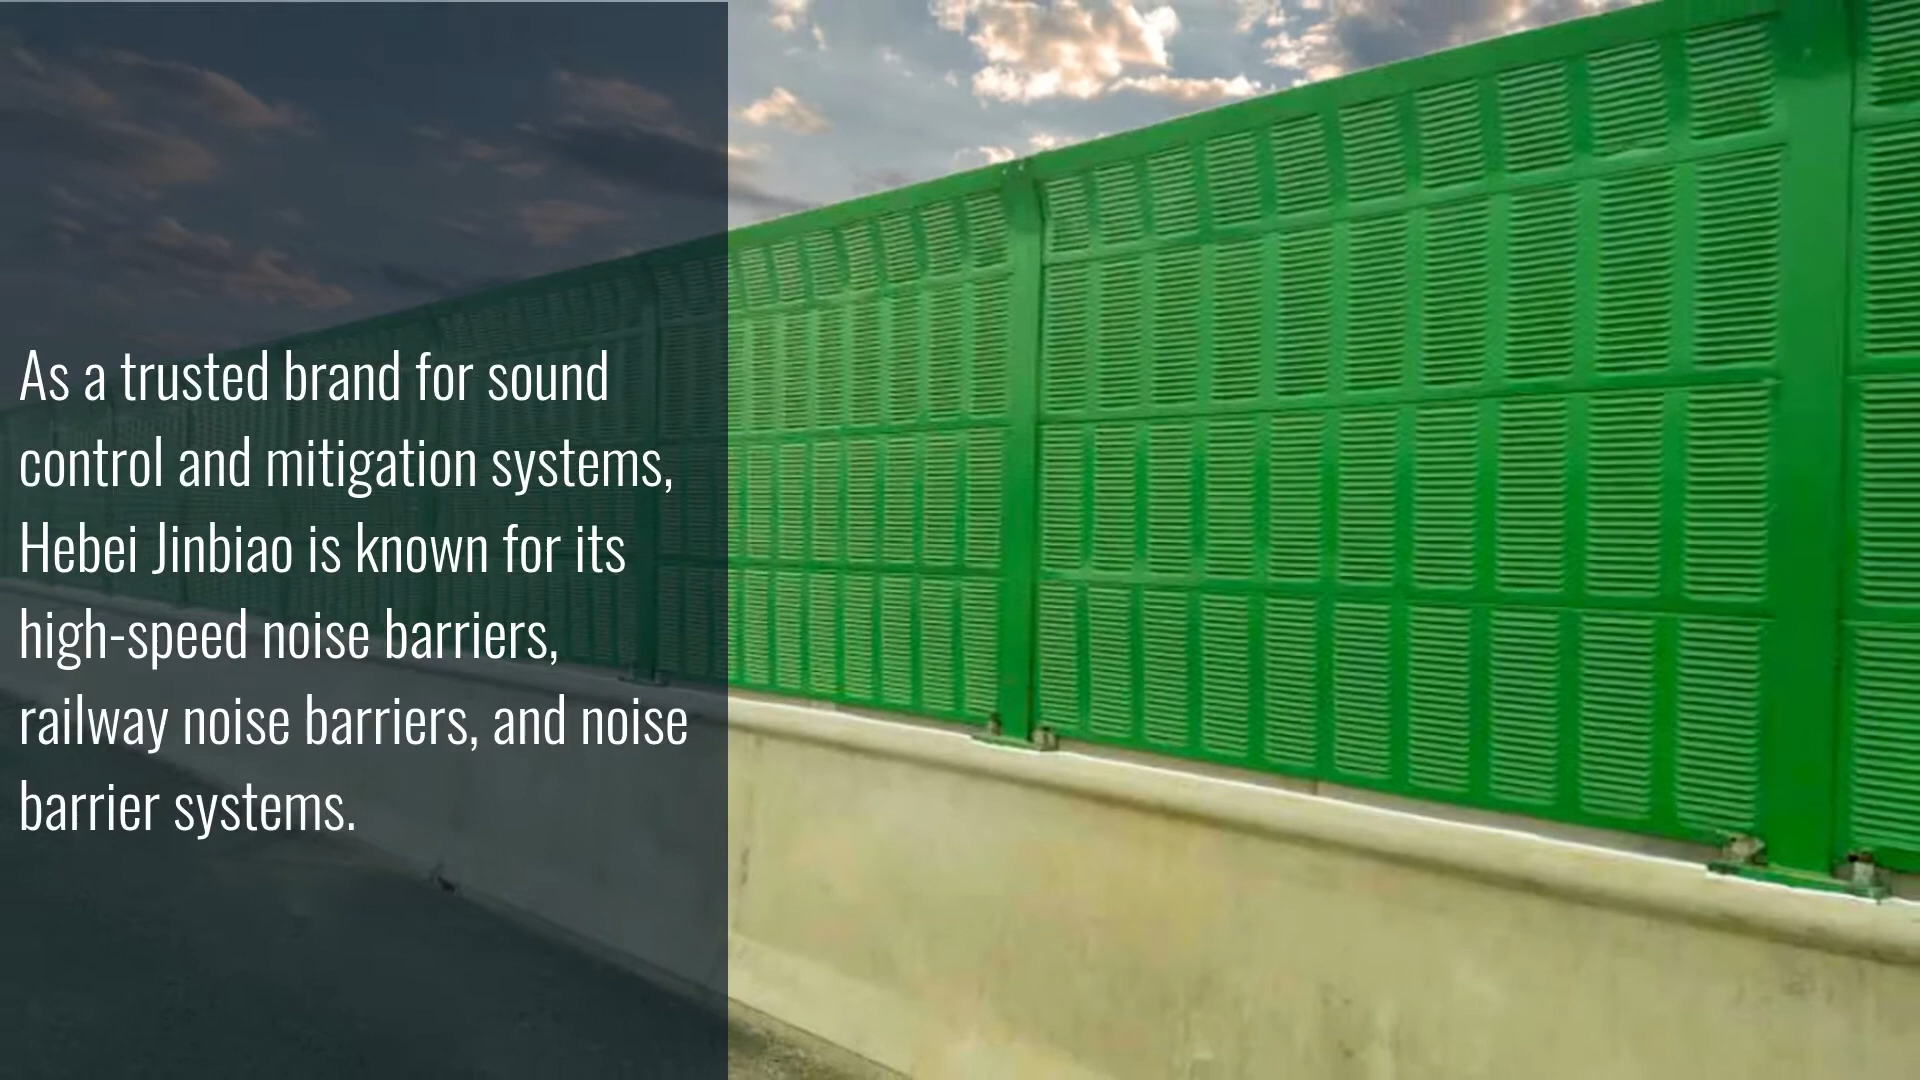 As a trusted brand for sound
control and mitigation systems,
Hebei Jinbiao is known for its
high-speed noise barriers,
railway noise barriers, and noise
barrier systems.